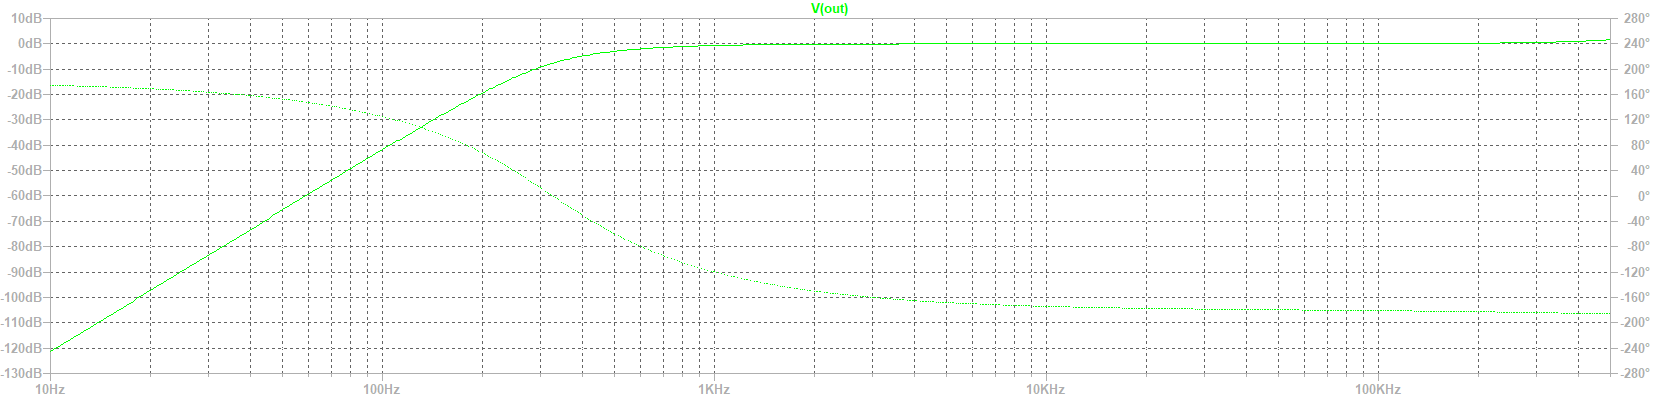 V(out)
10dB 280°
0dB 240°
-10dB 200°
-20dB 160°
-30dB 120°
-40dB 80°
-50dB 40°
-60dB 0°
-70dB -40°
-80dB -80°
-90dB -120°
-100dB -160°
-110dB -200°
-120dB -240°
-130dB -280°
10Hz 100Hz 1KHz 10KHz 100KHz